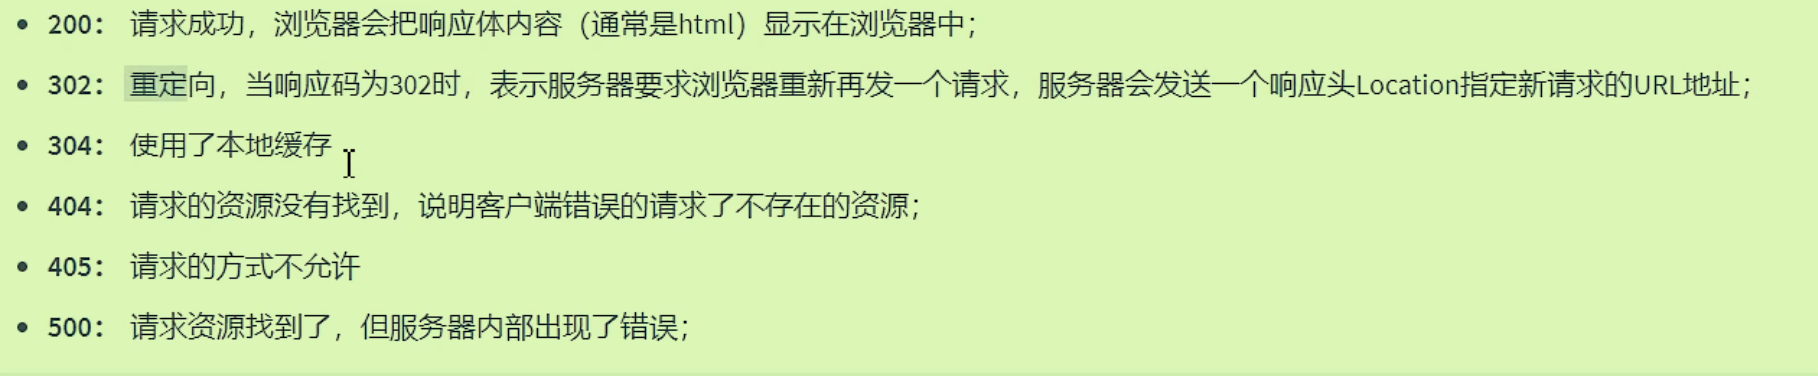 • 200： 请求成功，浏览器会把响应体内容（通常是html）显示在浏览器中；
• 302： 重定向，当响应码为302时，表示服务器要求浏览器重新再发一个请求，服务器会发送一个响应头Location指定新请求的URL地址；
• 304： 使用了本地缓存
• 404： 请求的资源没有找到，说明客户端错误的请求了不存在的资源；
• 405： 请求的方式不允许
• 500： 请求资源找到了，但服务器内部出现了错误；